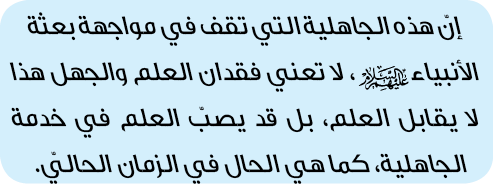 إنّ هذه الجاهلية التي تقف في مواجهة بعثة
الأنبياء عليهم السلام، لا تعني فقدان العلم والجهل هذا
لا يقابل العلم، بل قد يصبّ العلم في خدمة
الجاهلية، كما هي الحال في الزمان الحاليّ.